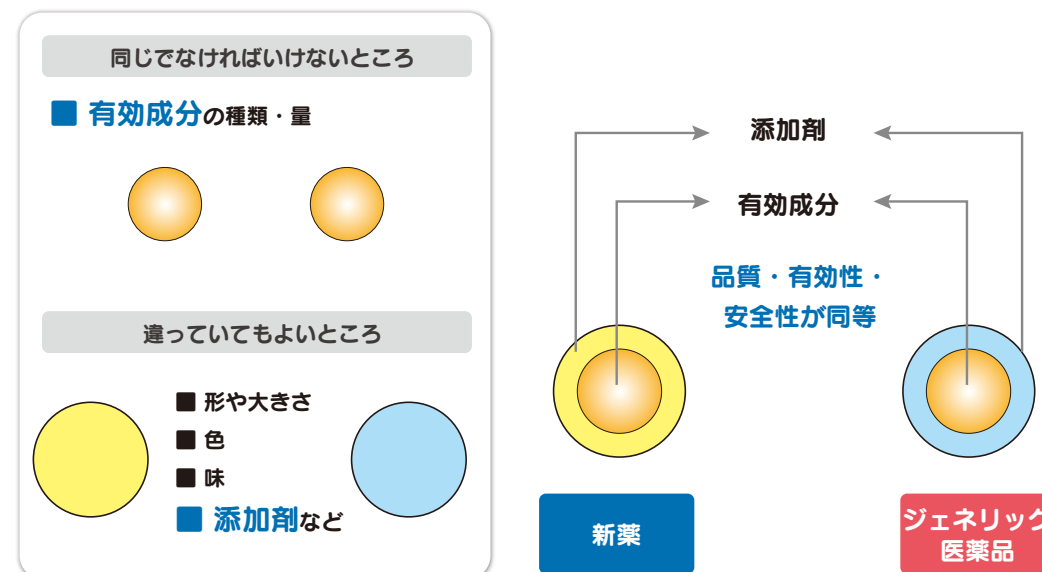 同じでなければいけないところ
■ 有効成分の種類・量
違っていてもよいところ
■ 形や大きさ
■ 色
■ 味
■ 添加剤など
添加剤
有効成分
品質・有効性・
安全性が同等
新薬
ジェネリック
医薬品